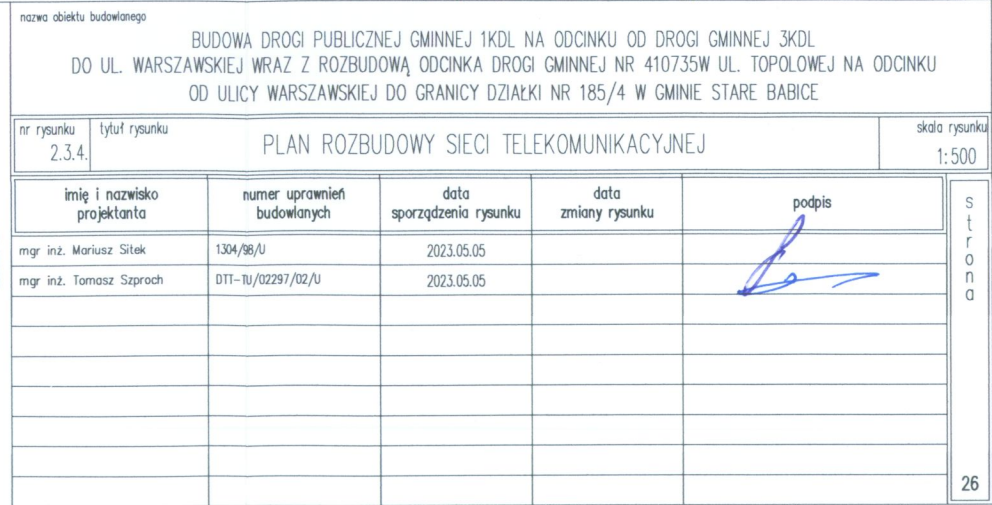 nazwa obiektu budowlanego
BUDOWA DROGI PUBLICZNEJ GMINNEJ 1KDL NA ODCINKU OD DROGI GMINNEJ 3KDL
DO UL. WARSZAWSKIEJ WRAZ Z ROZBUDOWĄ ODCINKA DROGI GMINNEJ NR 410735W UL. TOPOLOWEJ NA ODCINKU
OD ULICY WARSZAWSKIEJ DO GRANICY DZIAŁKI NR 185/4 W GMINIE STARE BABICE
nr rysunku tytuł rysunku skala rysunku
2.3.4. PLAN ROZBUDOWY SIECI TELEKOMUNIKACYJNEJ 1:500
imię i nazwisko numer uprawnień data data podpis
projektanta budowlanych sporządzenia rysunku zmiany rysunku
mgr inż. Mariusz Sitek 1304/98/U 2023.05.05
mgr inż. Tomasz Szproch DTT-TU/02297/02/U 2023.05.05
strona
26